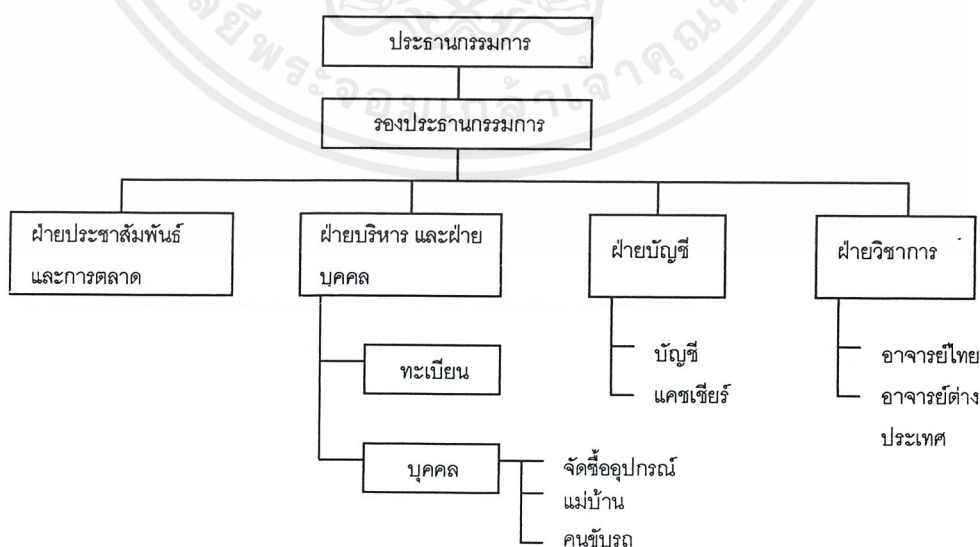 ประธานกรรมการ
รองประธานกรรมการ
ฝ่ายประชาสัมพันธ์
และการตลาด
ฝ่ายบริหาร และฝ่าย
บุคคล
ฝ่ายบัญชี
ฝ่ายวิชาการ
ทะเบียน
บัญชี
แคชเชียร์
อาจารย์ไทย
อาจารย์ต่าง
ประเทศ
บุคคล
จัดซื้ออุปกรณ์
แม่บ้าน
คนขับรถ